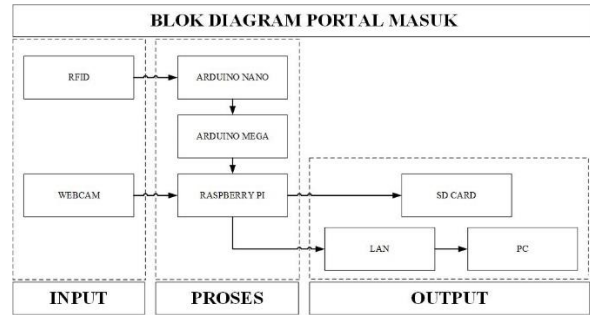 BLOK DIAGRAM PORTAL MASUK
RFID
ARDUINO NANO
ARDUINO MEGA
WEBCAM
RASPBERRY PI
SD CARD
LAN
PC
INPUT
PROSES
OUTPUT